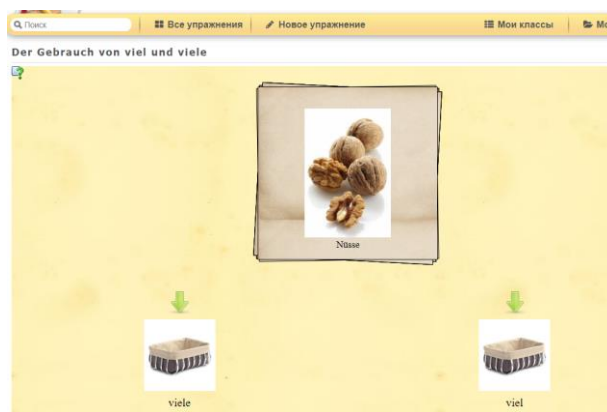 Поиск Все упражнения Новое упражнение Мои классы
Der Gebrauch von viel und viele
Nüsse
viele viel